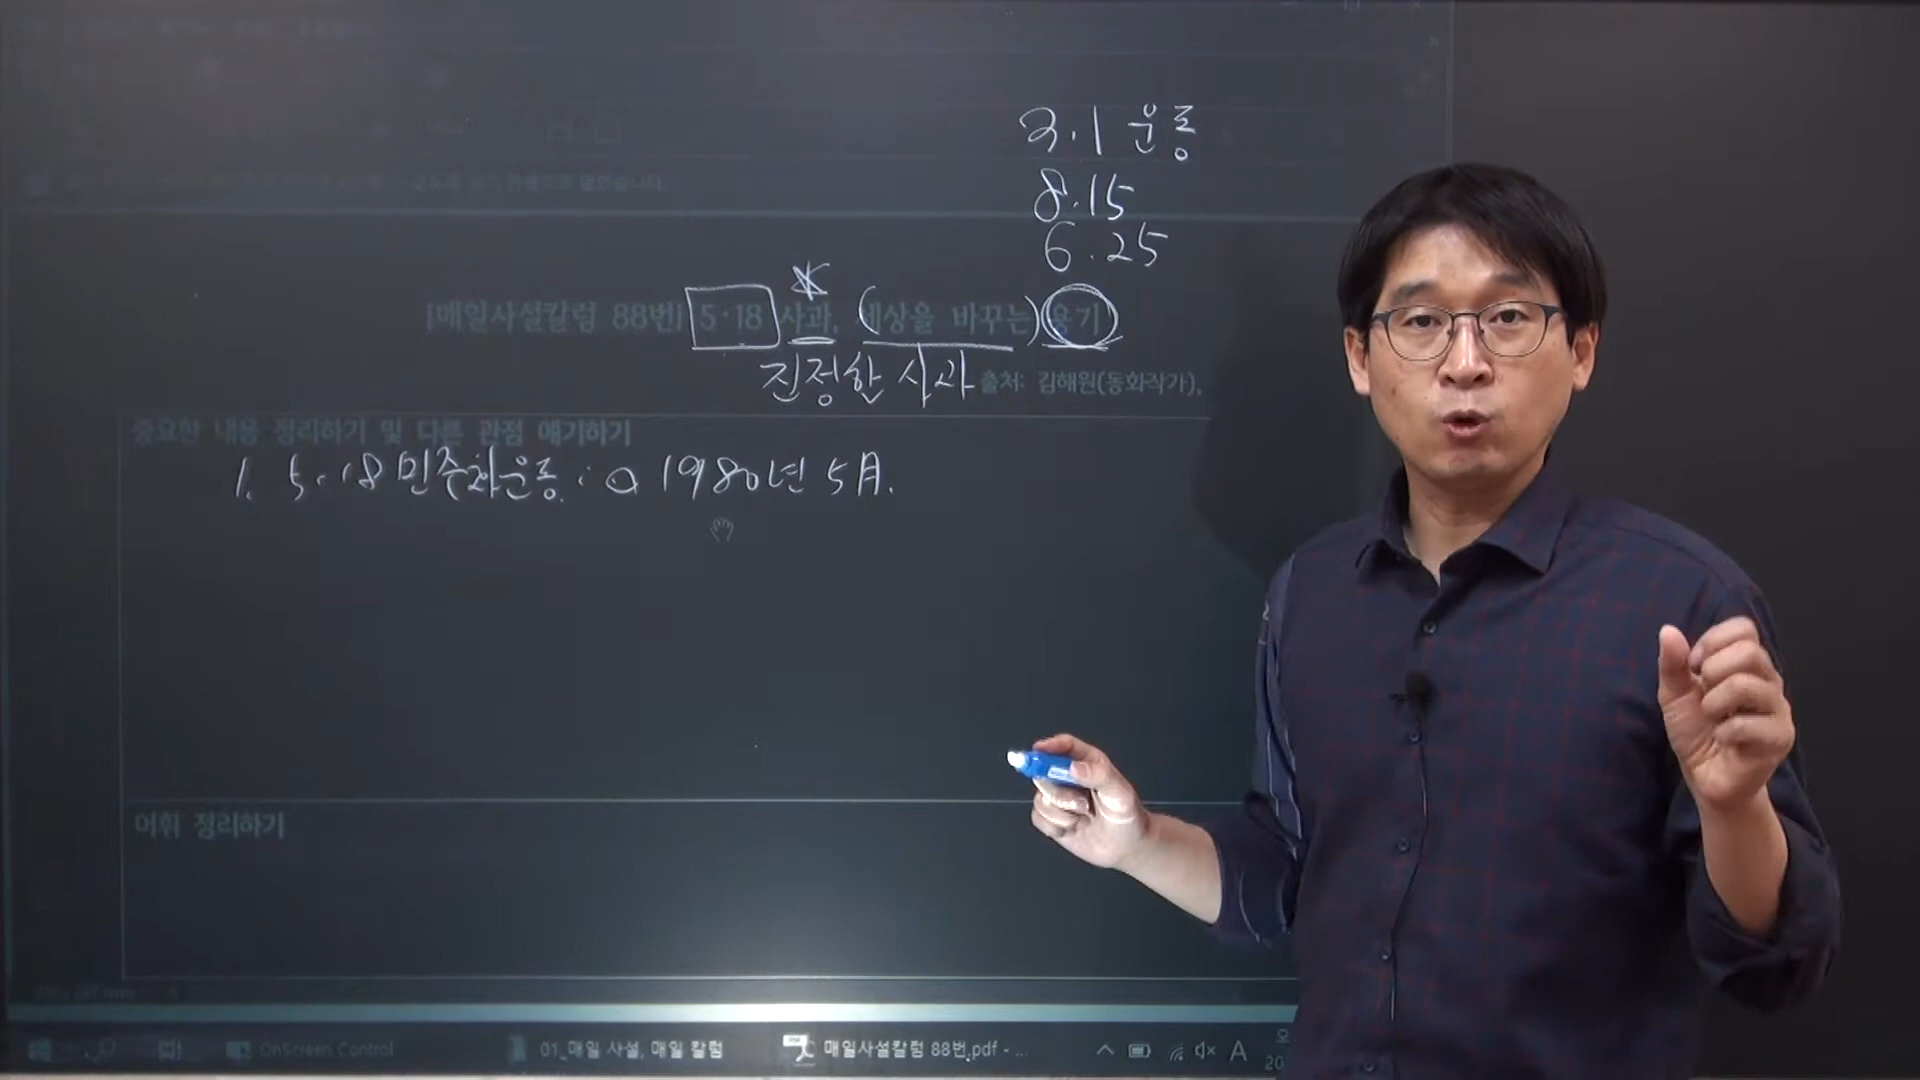 3.1 운동
8.15
6.25
[매일사설칼럼 88번] 5·18 사과, (세상을 바꾸는) 용기
진정한 사과
출처: 김해원(동화작가),
중요한 내용 정리하기 및 다른 관점 얘기하기
1. 5.18 민주화운동 : ○ 1980년 5月.
어휘 정리하기
OnScreen Control
01_매일 사설, 매일 칼럼
매일사설칼럼 88번.pdf - ...
A
오
20